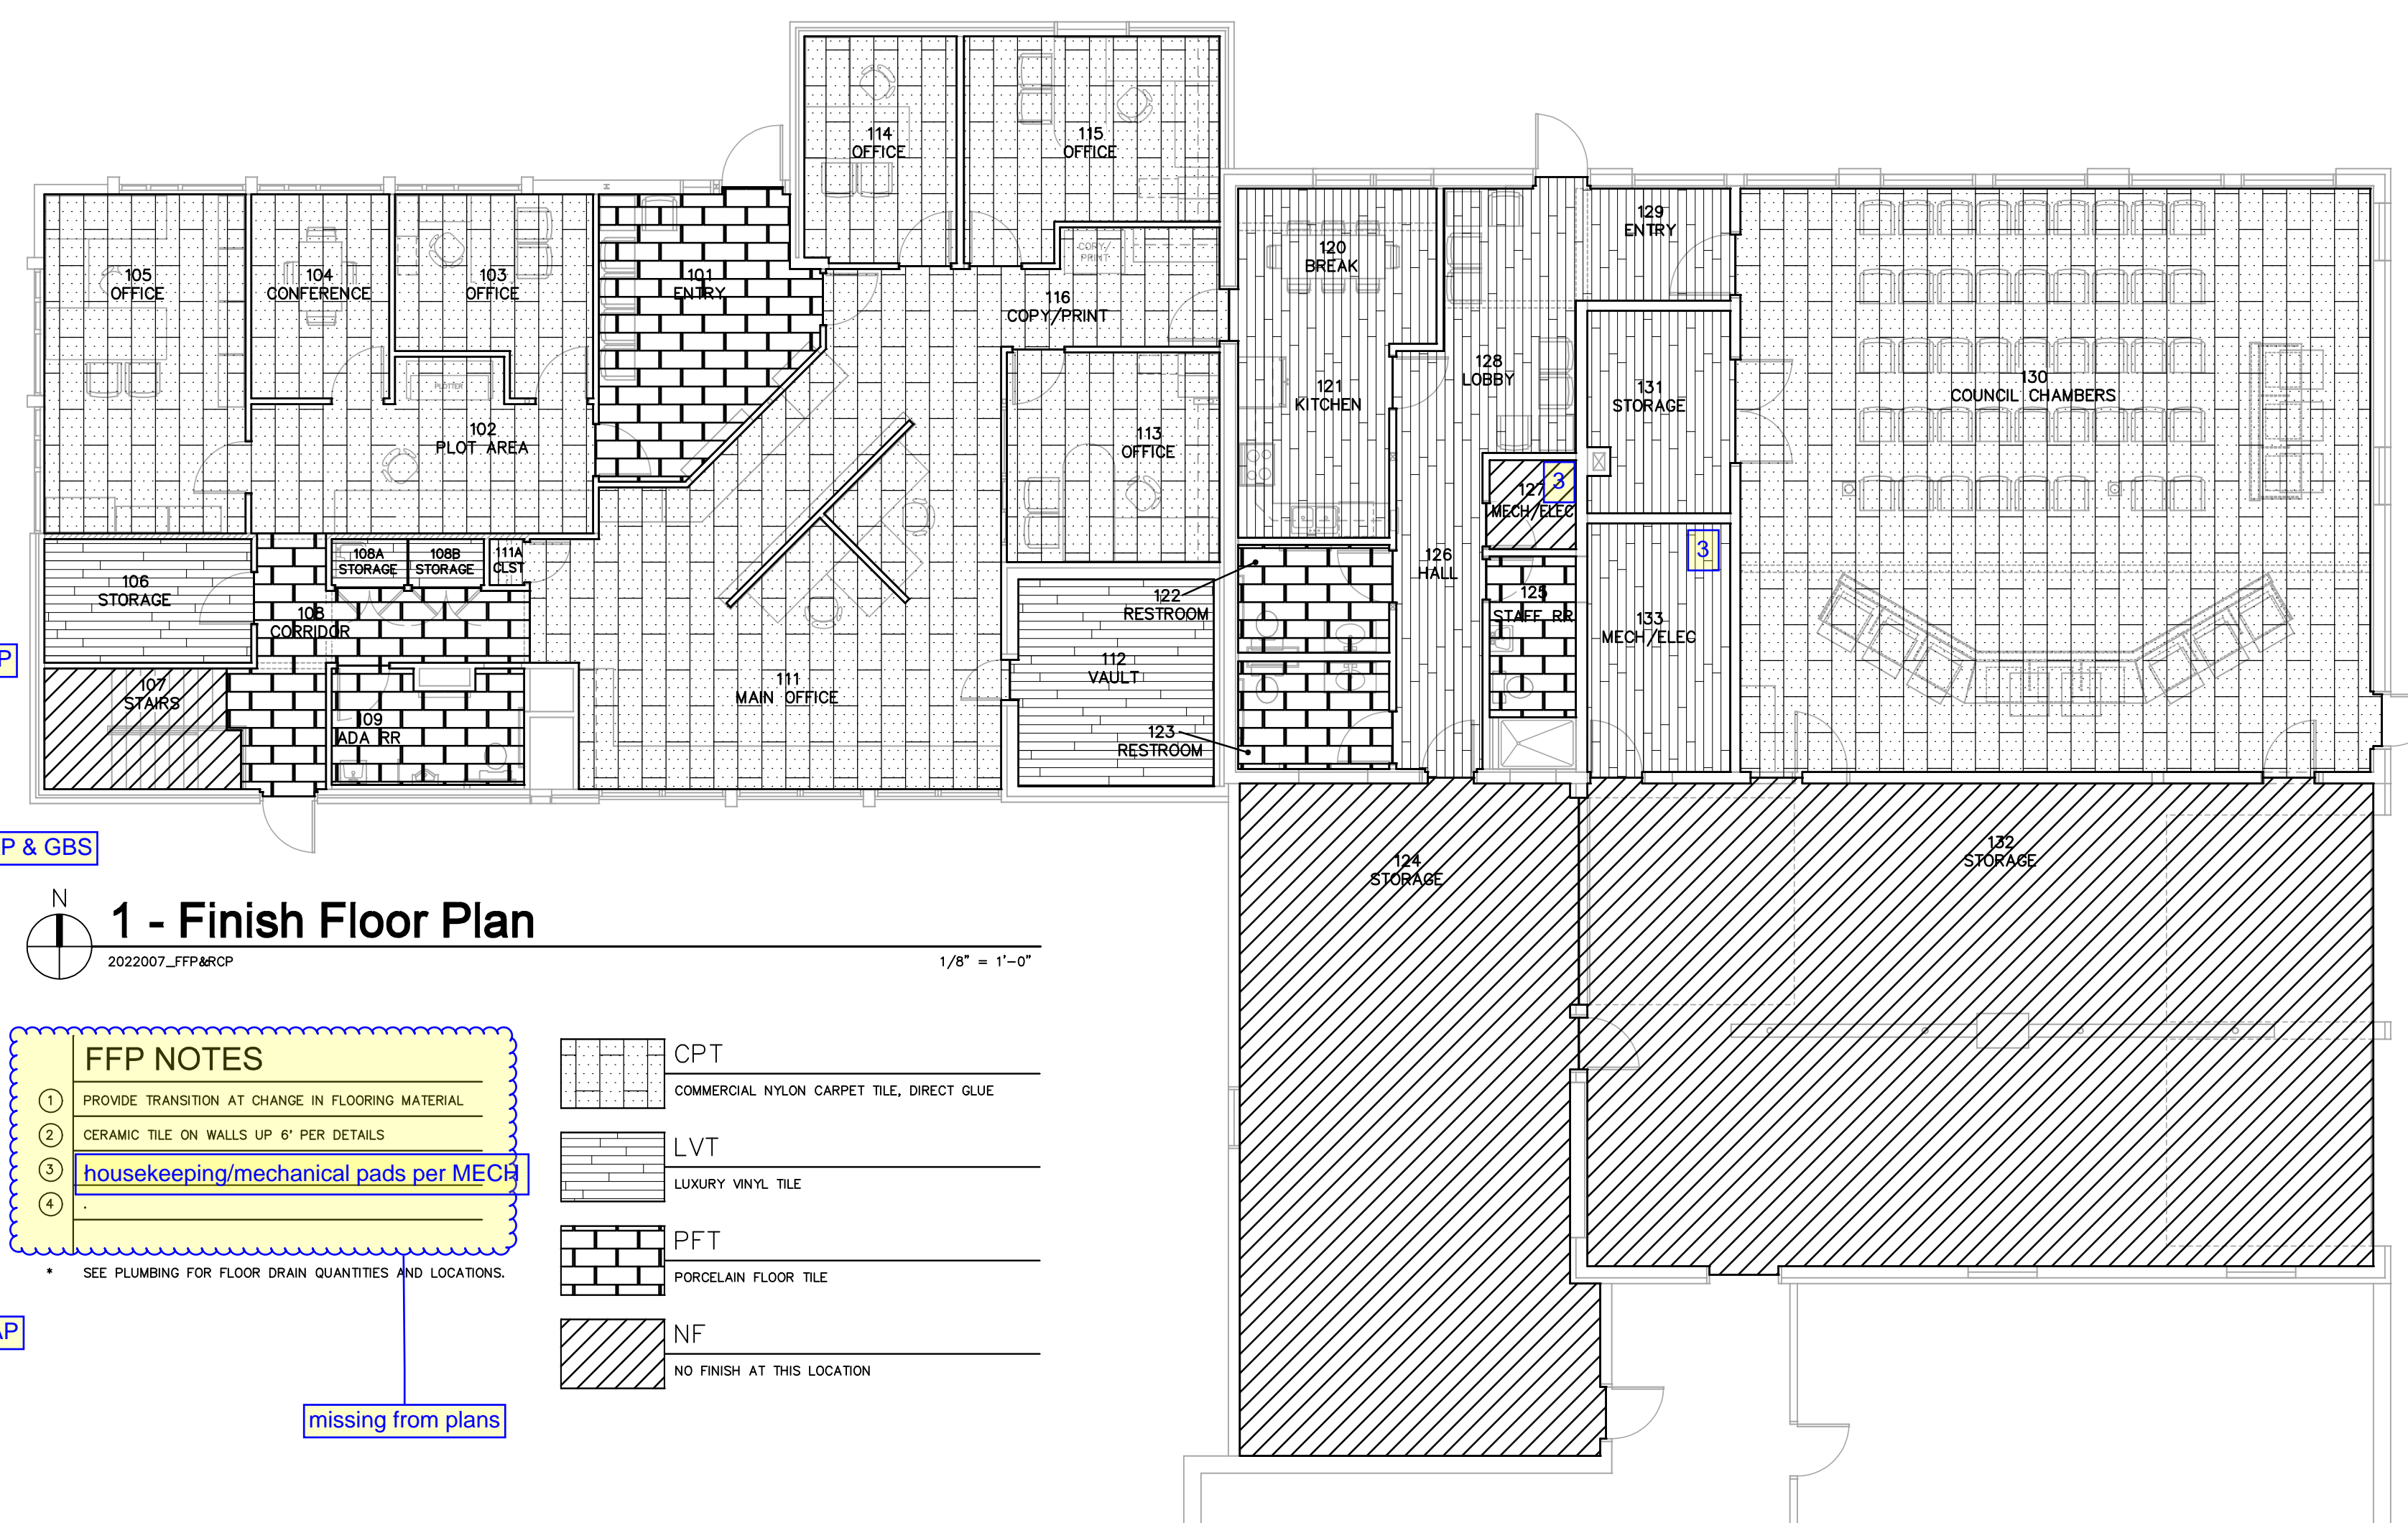 114
OFFICE
115
OFFICE
105
OFFICE
104
CONFERENCE
103
OFFICE
101
ENTRY
COPY/
PRINT
116
COPY/PRINT
120
BREAK
129
ENTRY
PLOTTER
102
PLOT AREA
113
OFFICE
121
KITCHEN
128
LOBBY
131
STORAGE
130
COUNCIL CHAMBERS
127
3
MECH/ELEC
3
106
STORAGE
108A
STORAGE
108B
STORAGE
111A
CLST
108
CORRIDOR
122
RESTROOM
126
HALL
125
STAFF RR
133
MECH/ELEC
107
STAIRS
109
ADA RR
111
MAIN OFFICE
112
VAULT
123
RESTROOM
124
STORAGE
132
STORAGE
P
P & GBS
N
1 - Finish Floor Plan
2022007_FFP&RCP
1/8" = 1'-0"
FFP NOTES
1 PROVIDE TRANSITION AT CHANGE IN FLOORING MATERIAL
2 CERAMIC TILE ON WALLS UP 6' PER DETAILS
3 housekeeping/mechanical pads per MECH
4 .
* SEE PLUMBING FOR FLOOR DRAIN QUANTITIES AND LOCATIONS.
AP
missing from plans
CPT
COMMERCIAL NYLON CARPET TILE, DIRECT GLUE
LVT
LUXURY VINYL TILE
PFT
PORCELAIN FLOOR TILE
NF
NO FINISH AT THIS LOCATION